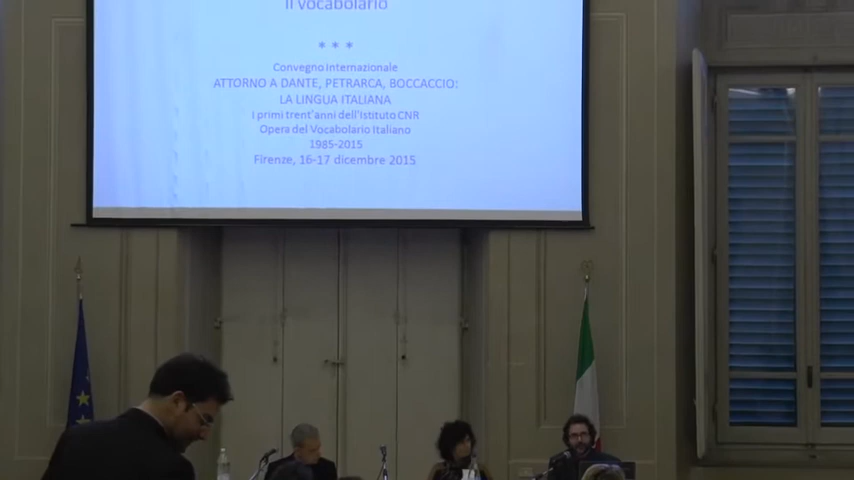 Il vocabolario
* * *
Convegno Internazionale
ATTORNO A DANTE, PETRARCA, BOCCACCIO:
LA LINGUA ITALIANA
I primi trent'anni dell'Istituto CNR
Opera del Vocabolario Italiano
1985-2015
Firenze, 16-17 dicembre 2015